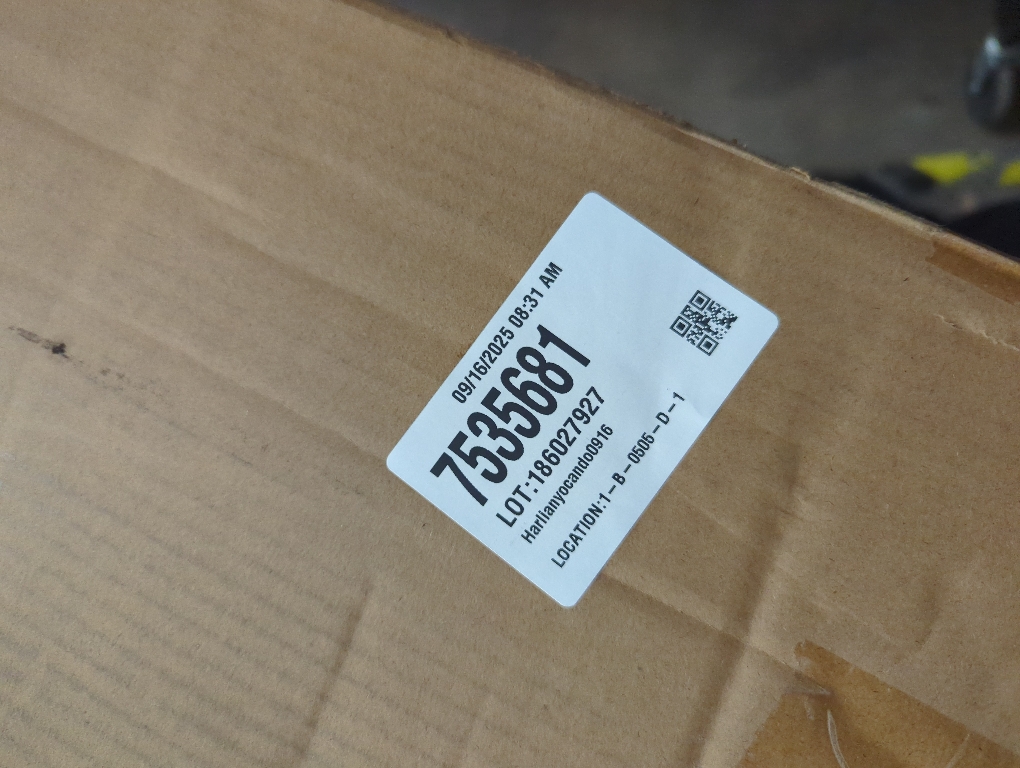 09/16/2025 08:31 AM
7535681
LOT:186027927
Harlianyocando0916
LOCATION:1-B-0505-D-1